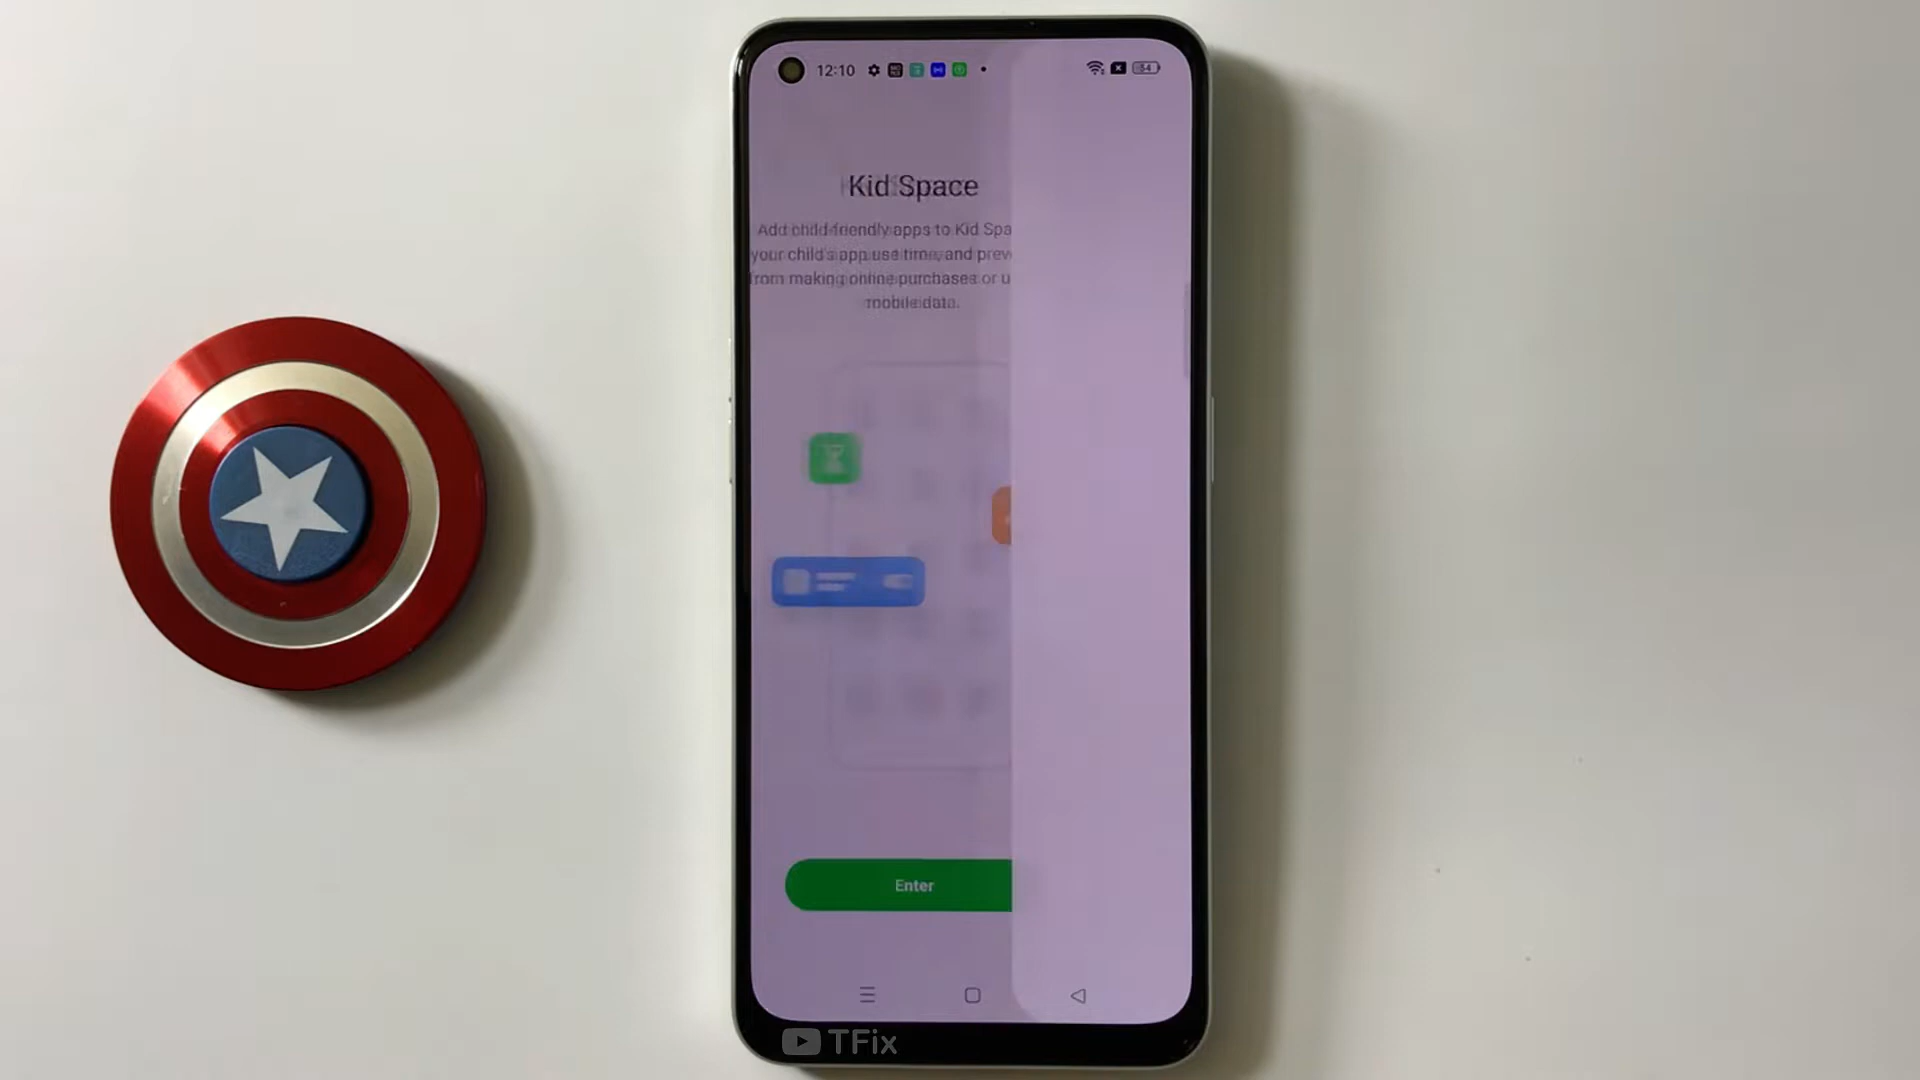 12:10
54
Kid Space
Add child-friendly apps to Kid Spa
your child's app use time, and prev
from making online purchases or u
mobile data.
Enter
TFix